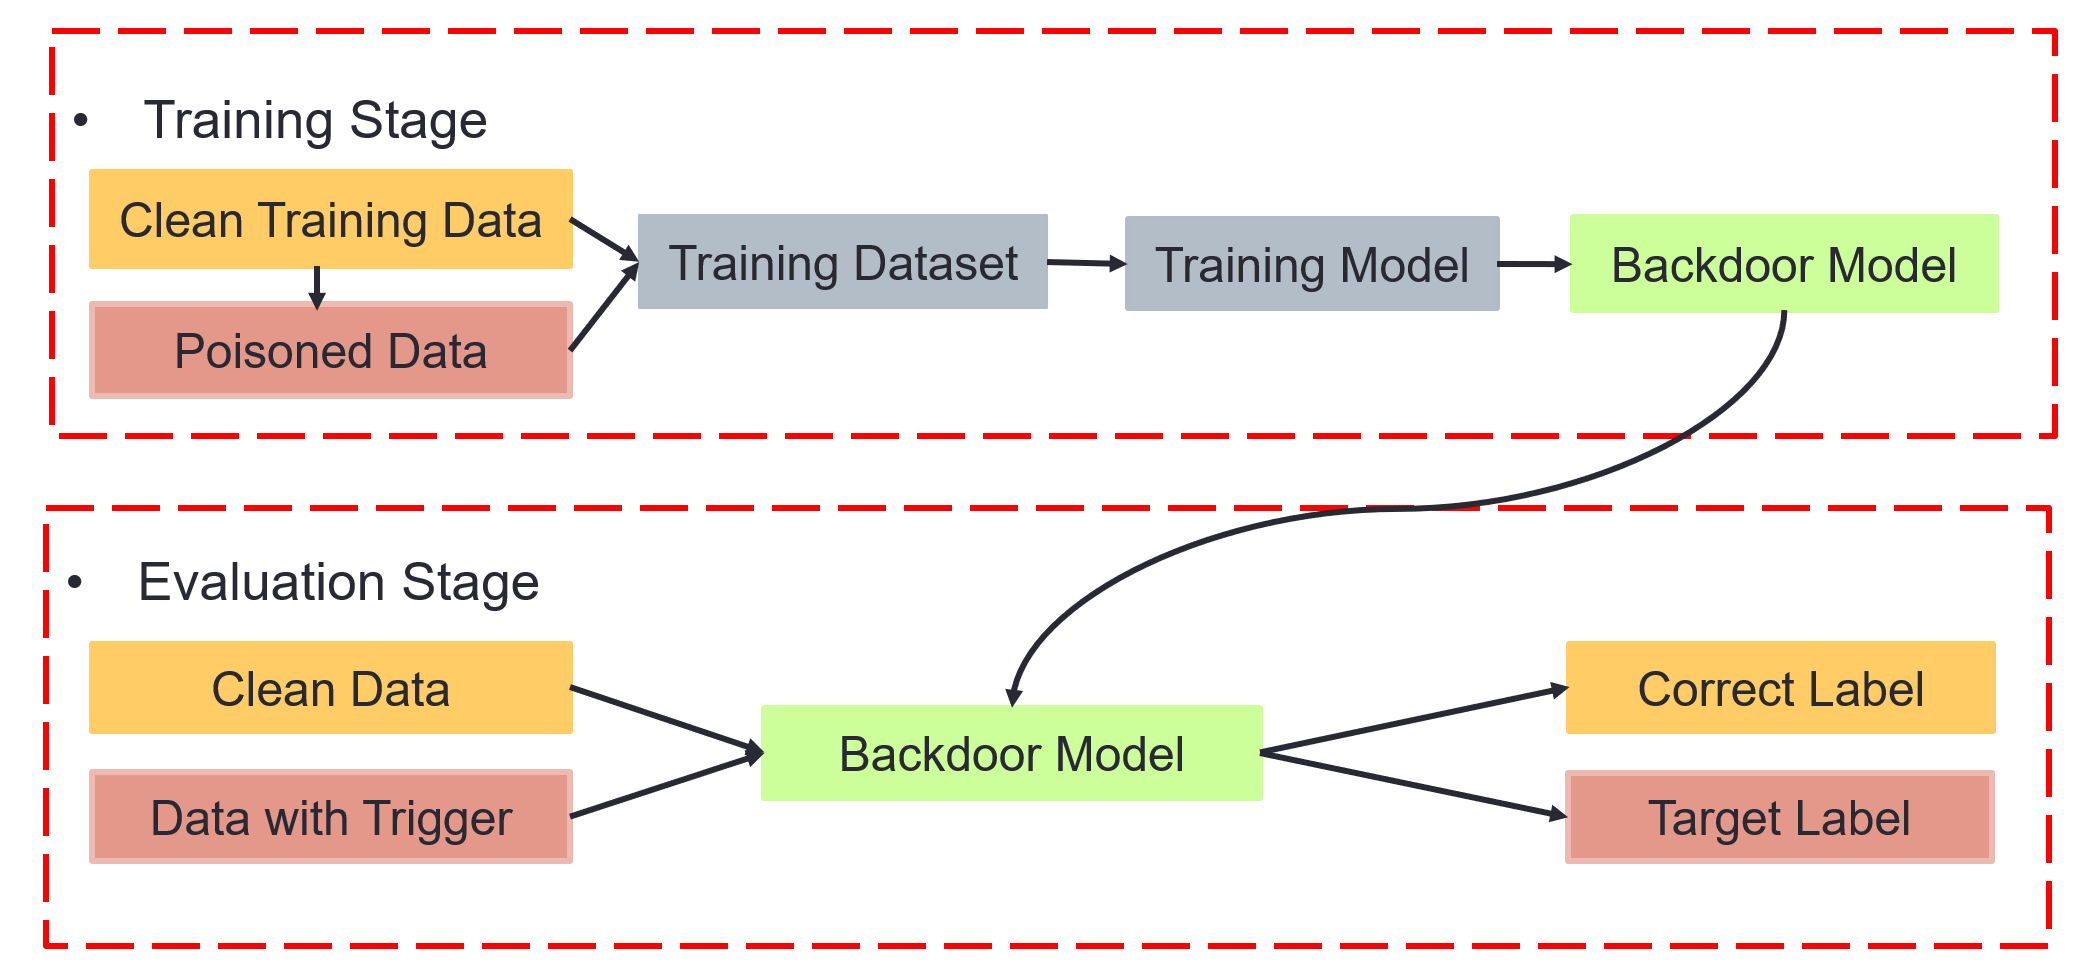 • Training Stage
Clean Training Data
Poisoned Data
Training Dataset
Training Model
Backdoor Model
• Evaluation Stage
Clean Data
Data with Trigger
Backdoor Model
Correct Label
Target Label